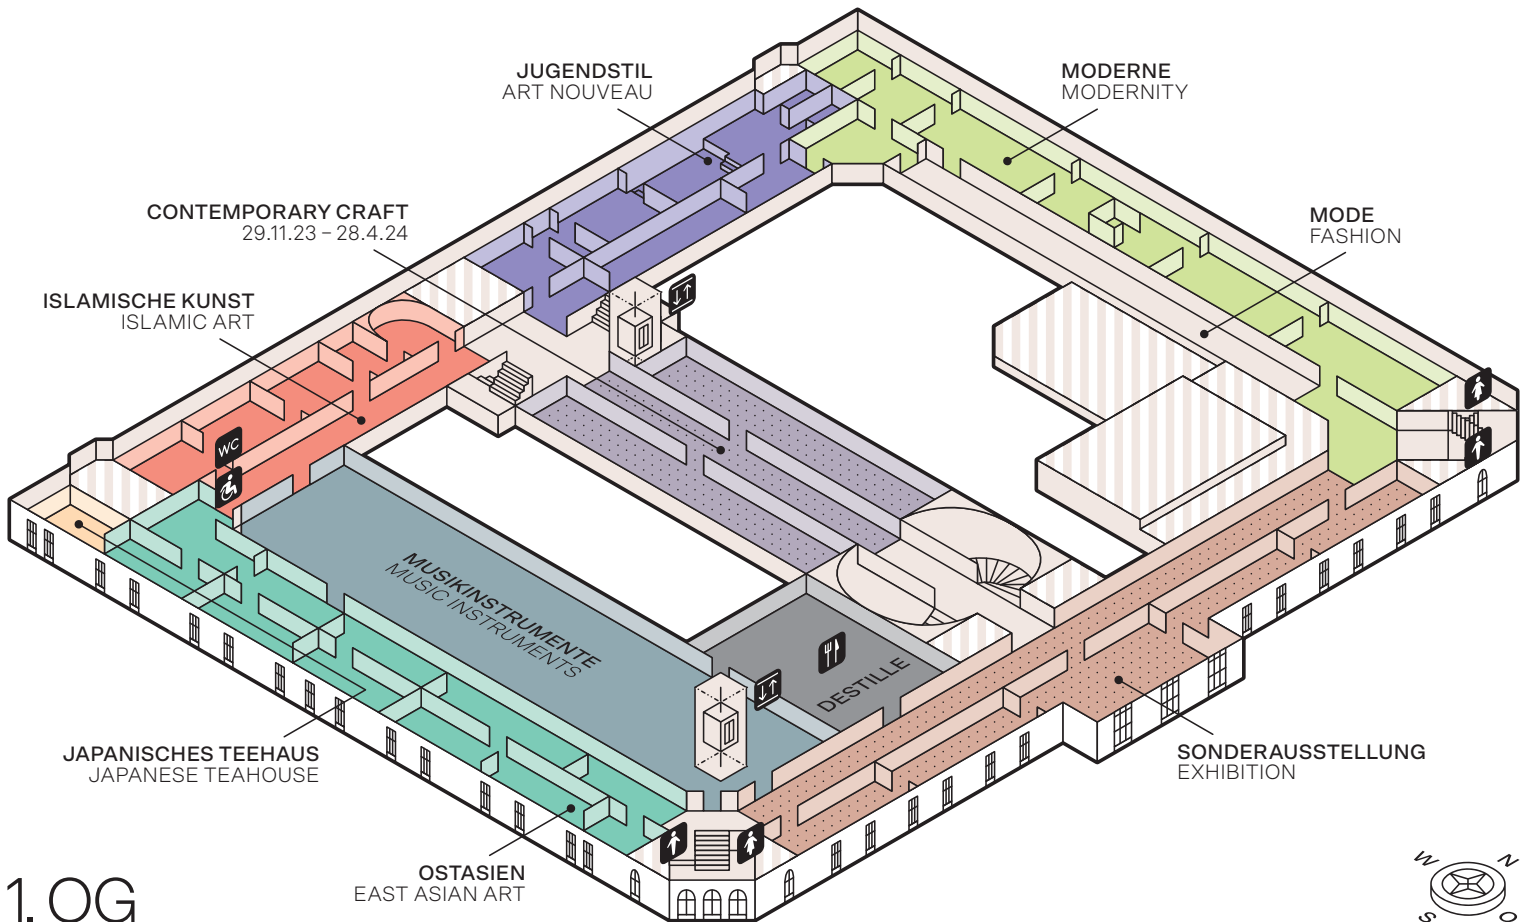 JUGENDSTIL
ART NOUVEAU
MODERNE
MODERNITY
CONTEMPORARY CRAFT
29.11.23 – 28.4.24
MODE
FASHION
ISLAMISCHE KUNST
ISLAMIC ART
WC
MUSIKINSTRUMENTE
MUSIC INSTRUMENTS
DESTILLE
JAPANISCHES TEEHAUS
JAPANESE TEAHOUSE
SONDERAUSSTELLUNG
EXHIBITION
OSTASIEN
EAST ASIAN ART
1. OG
W
N
S
O